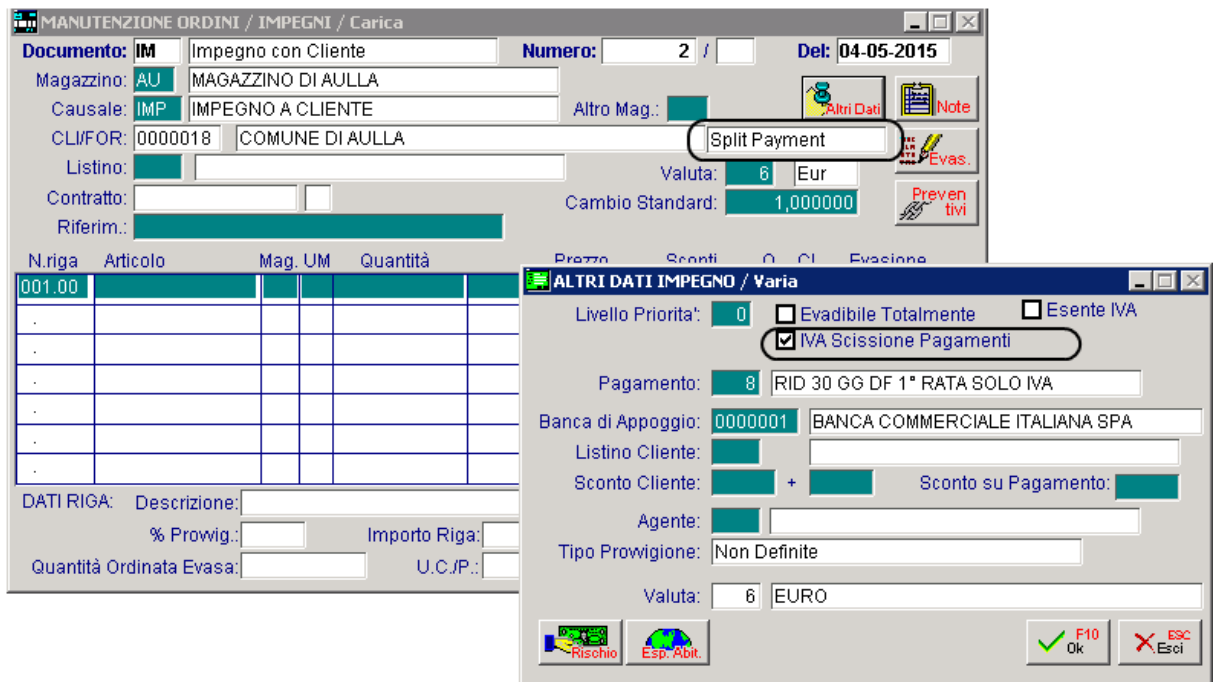 MANUTENZIONE ORDINI / IMPEGNI / Carica
Documento: IM Impegno con Cliente Numero: 2 / Del: 04-05-2015
Magazzino: AU MAGAZZINO DI AULLA
Altri Dati Note
Causale: IMP IMPEGNO A CLIENTE Altro Mag.:
CLI/FOR: 0000018 COMUNE DI AULLA Split Payment
Evas.
Listino: Valuta: 6 Eur
Contratto: Cambio Standard: 1,000000
Preven
tivi
Riferim.:
N.riga Articolo Mag. UM Quantità Prezzo Sconti O. Cl. Evasione
001.00
ALTRI DATI IMPEGNO / Varia
Livello Priorita': 0 Evadibile Totalmente Esente IVA
IVA Scissione Pagamenti
Pagamento: 8 RID 30 GG DF 1° RATA SOLO IVA
Banca di Appoggio: 0000001 BANCA COMMERCIALE ITALIANA SPA
Listino Cliente:
Sconto Cliente: + Sconto su Pagamento:
Agente:
Tipo Provvigione: Non Definite
Valuta: 6 EURO
Rischio Esp. Abit. F10 Ok ESC Esci
DATI RIGA: Descrizione:
% Provvig.: Importo Riga:
Quantità Ordinata Evasa: U.C./P.: